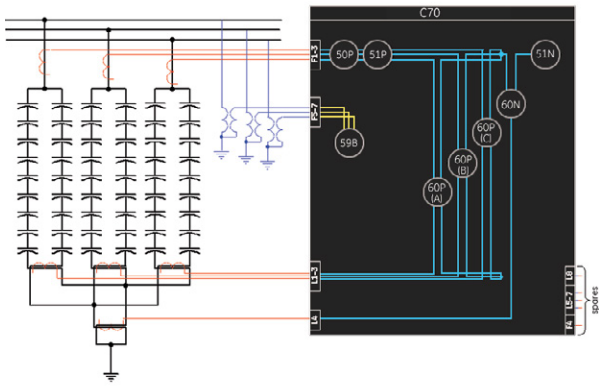 C70
F1-3
50P
51P
51N
60N
F5-7
60P
(C)
59B
60P
(B)
60P
(A)
L1-3
L8
L5-7
spares
L4
F4